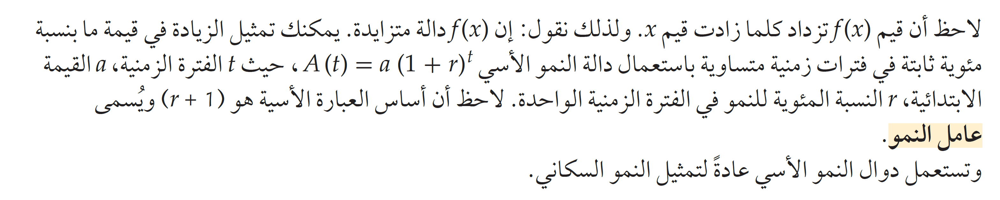 لاحظ أن قيم f(x) تزداد كلما زادت قيم x. ولذلك نقول: إن f(x) دالة متزايدة. يمكنك تمثيل الزيادة في قيمة ما بنسبة
مئوية ثابتة في فترات زمنية متساوية باستعمال دالة النمو الأسي A(t) = a (1 + r)^t ، حيث t الفترة الزمنية، a القيمة
الابتدائية، r النسبة المئوية للنمو في الفترة الزمنية الواحدة. لاحظ أن أساس العبارة الأسية هو (r + 1) ويُسمى
عامل النمو.
وتستعمل دوال النمو الأسي عادةً لتمثيل النمو السكاني.